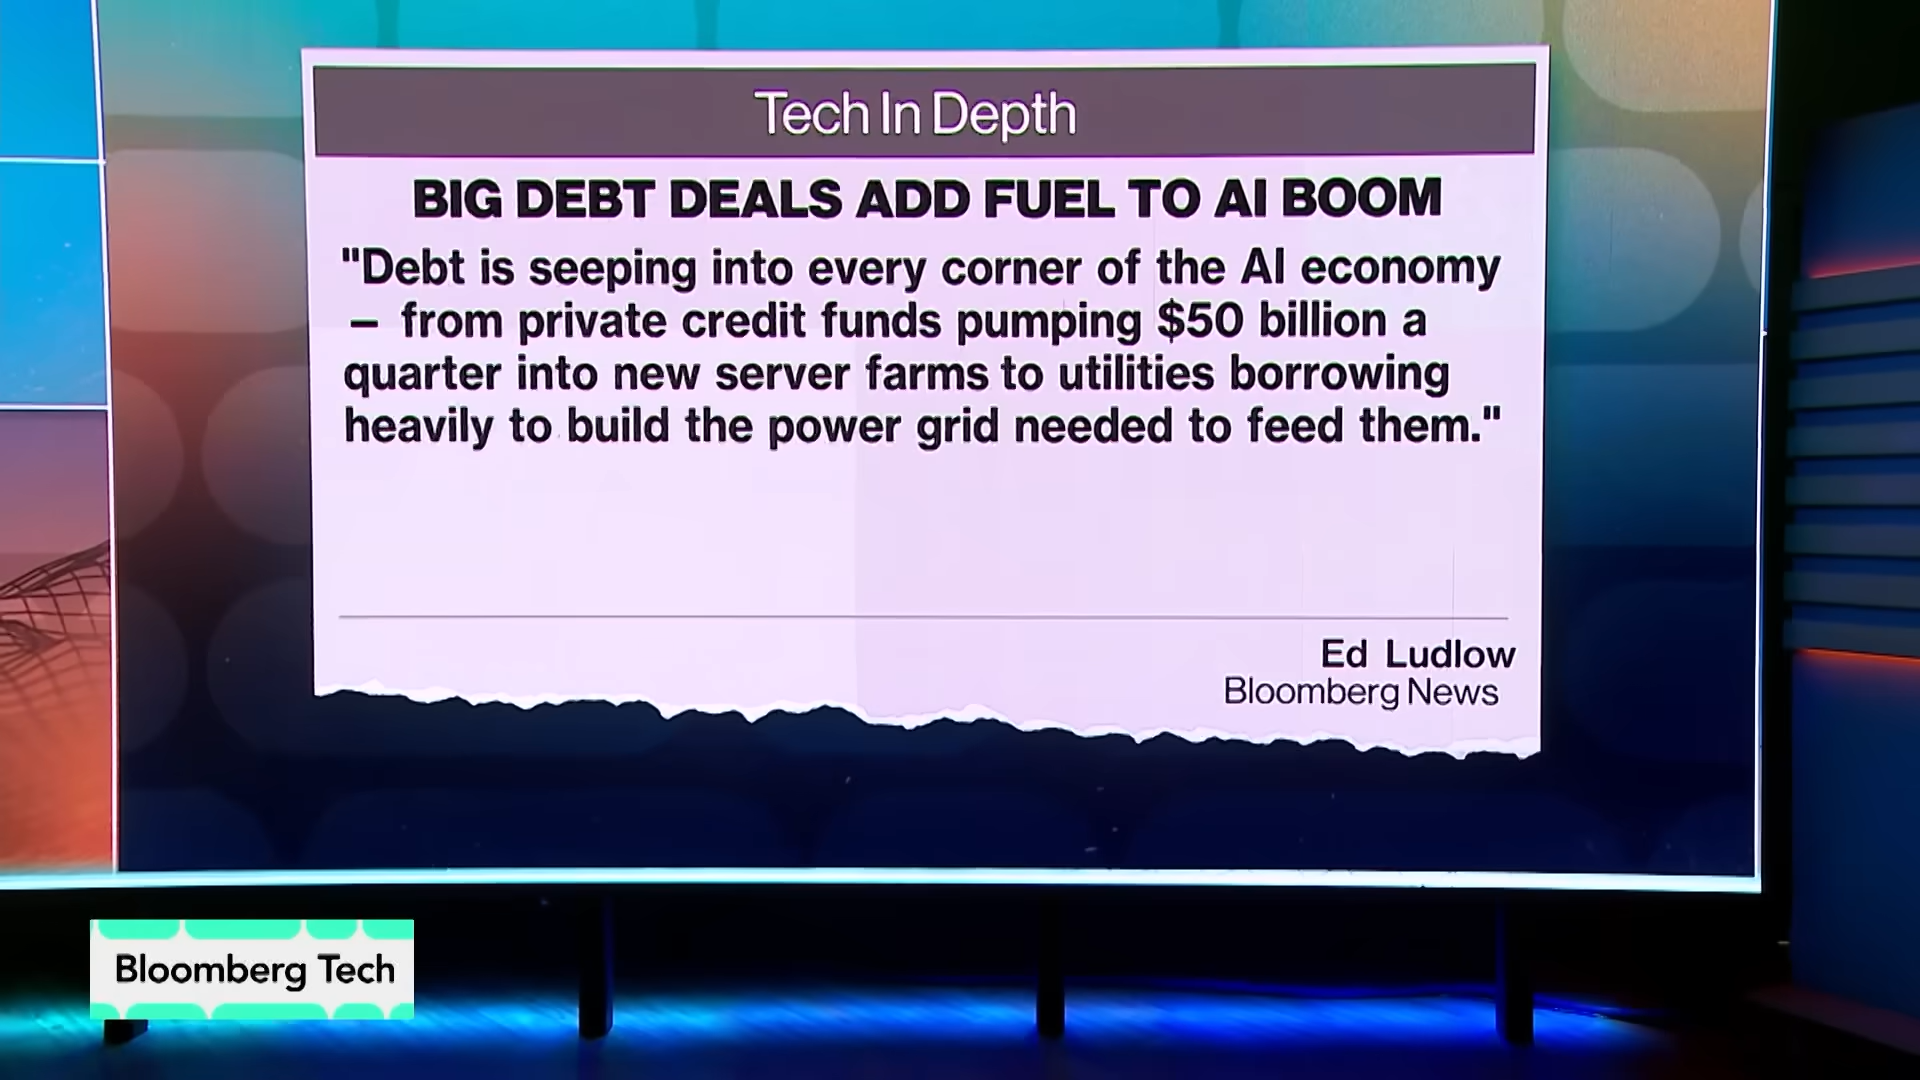 Tech In Depth
BIG DEBT DEALS ADD FUEL TO AI BOOM
"Debt is seeping into every corner of the AI economy
– from private credit funds pumping $50 billion a
quarter into new server farms to utilities borrowing
heavily to build the power grid needed to feed them."
Ed Ludlow
Bloomberg News
Bloomberg Tech